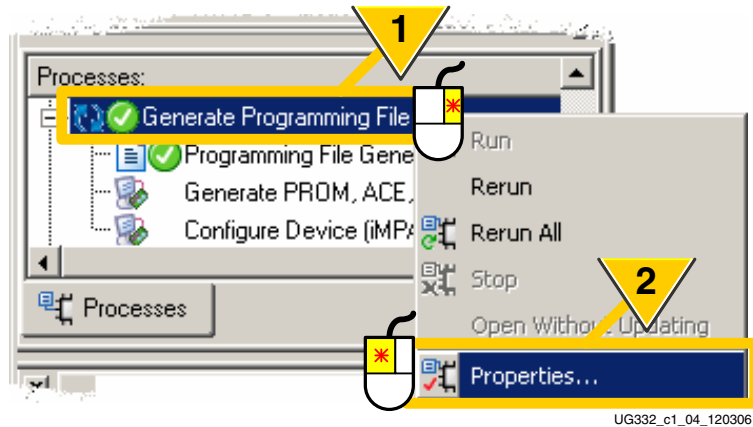 1
Processes:
Generate Programming File
Programming File Gene
Generate PROM, ACE,
Configure Device (iMPA
Processes
Run
Rerun
Rerun All
Stop
2
Open Without Updating
Properties...
UG332_c1_04_120306